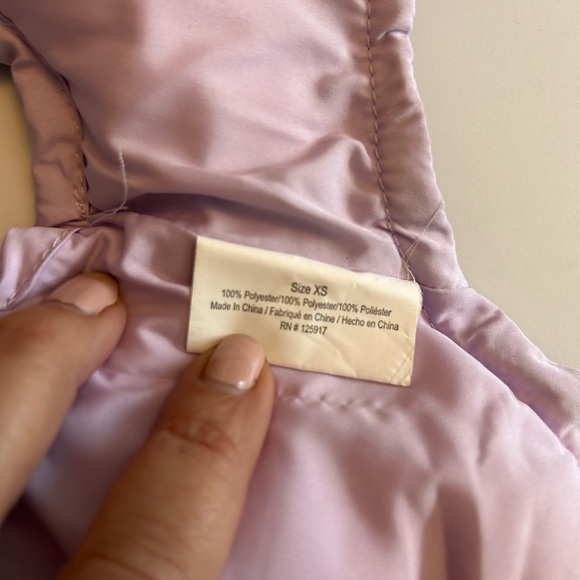 Size XS
100% Polyester/100% Polyester/100% Poliéster
Made In China / Fabriqué en Chine / Hecho en China
RN # 125917